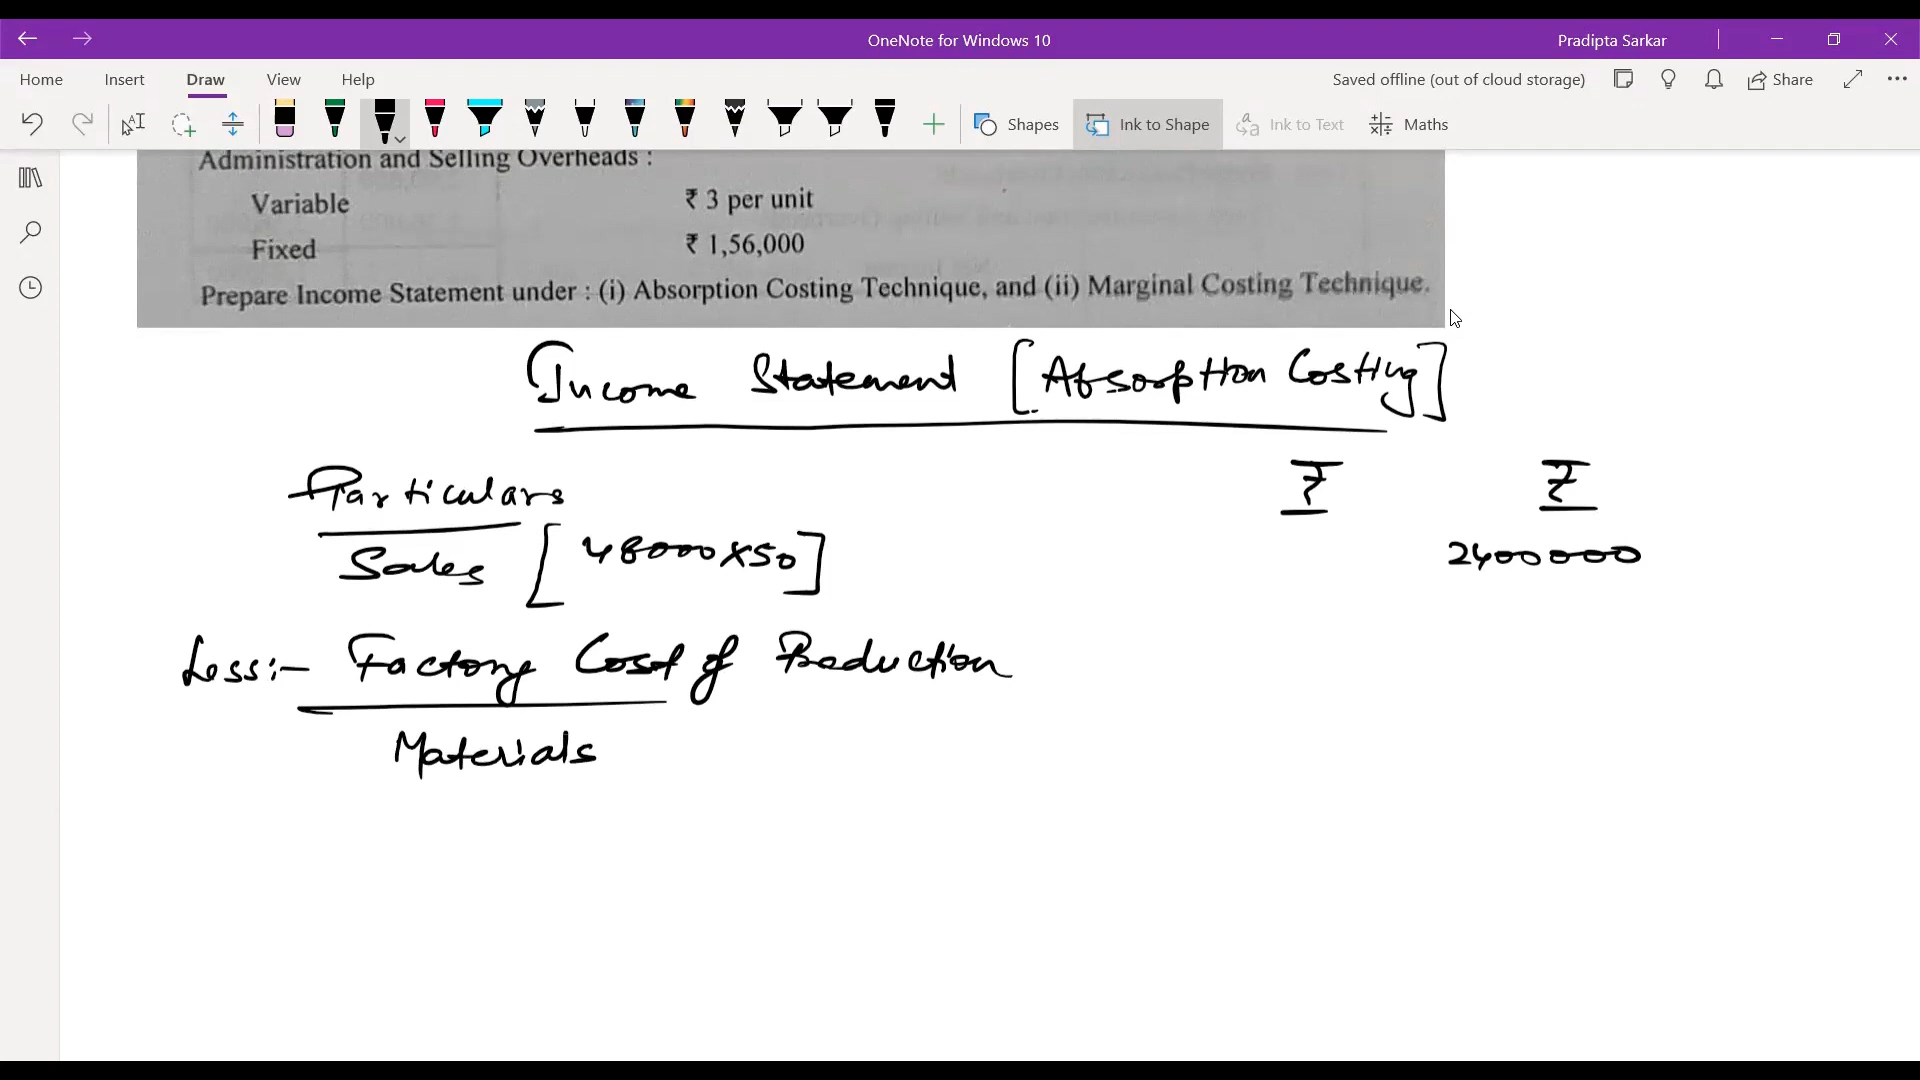 OneNote for Windows 10
Pradipta Sarkar
Home Insert Draw View Help
Saved offline (out of cloud storage)
Share
Shapes
Ink to Shape
Ink to Text
Maths
Administration and Selling Overheads :
Variable ₹ 3 per unit
Fixed ₹ 1,56,000
Prepare Income Statement under : (i) Absorption Costing Technique, and (ii) Marginal Costing Technique.
Income Statement [Absorption Costing]
Particulars ₹ ₹
Sales [48000×50] 2400000
Less:- Factory Cost of Production
Materials